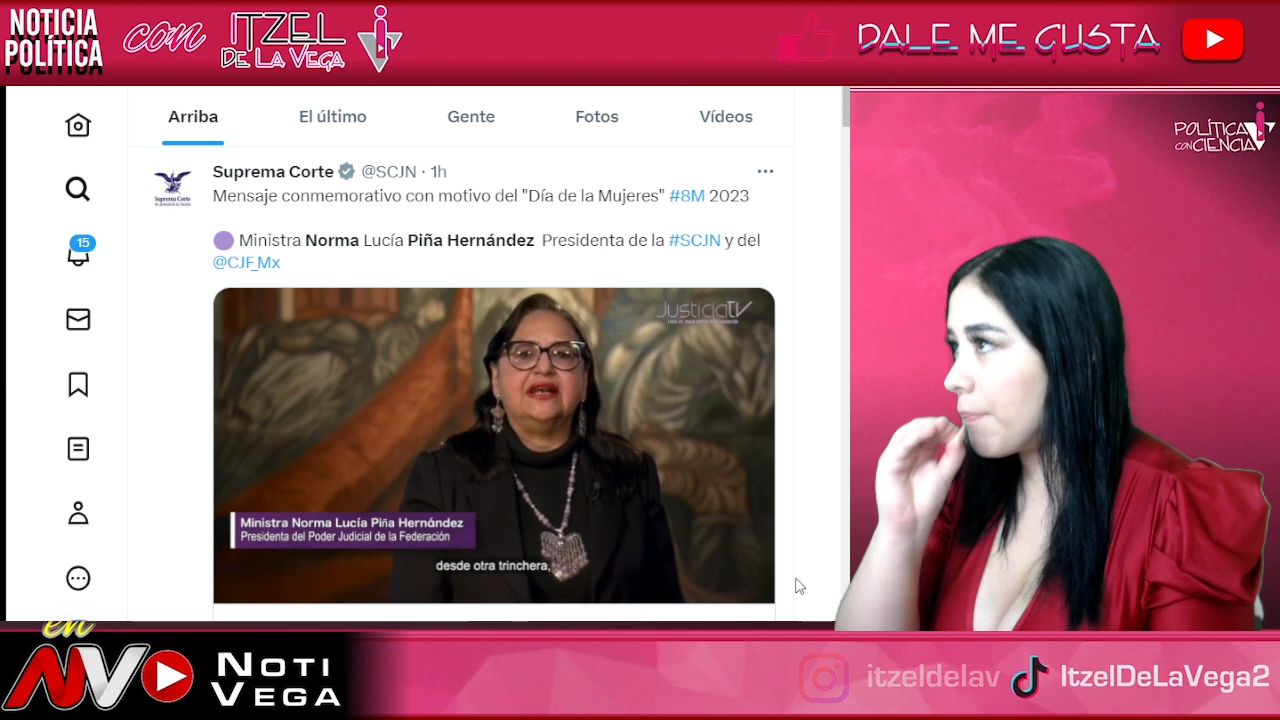 NOTICIA
POLÍTICA
con
ITZEL
DE LA VEGA
DALE ME GUSTA
POLÍTICA
CON CIENCIA
Arriba
El último
Gente
Fotos
Vídeos
15
Suprema Corte @SCJN · 1h
Mensaje conmemorativo con motivo del "Día de la Mujeres" #8M 2023
Suprema Corte
Ministra Norma Lucía Piña Hernández Presidenta de la #SCJN y del
@CJF_Mx
JusticiaTV
Ministra Norma Lucía Piña Hernández
Presidenta del Poder Judicial de la Federación
desde otra trinchera,
en
NV
NOTI
VEGA
itzeldelav
ItzelDeLaVega2